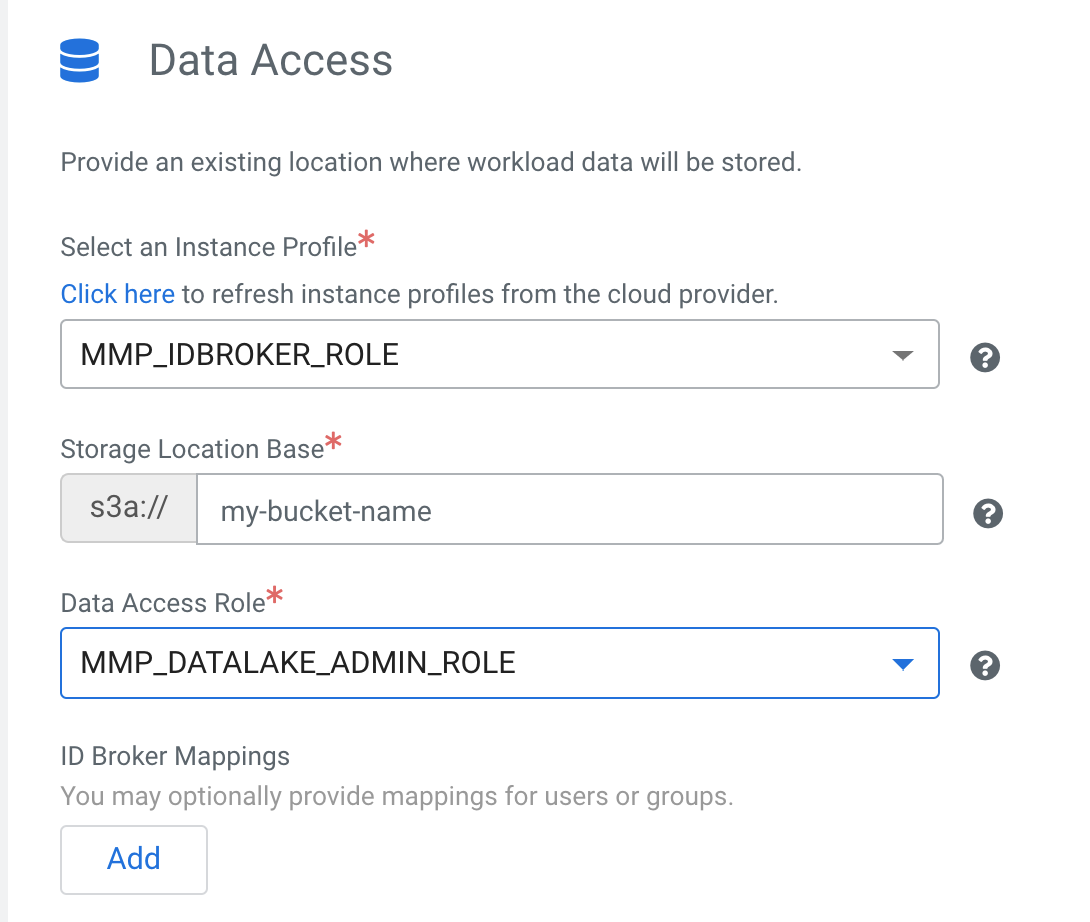 Data Access
Provide an existing location where workload data will be stored.
Select an Instance Profile*
Click here to refresh instance profiles from the cloud provider.
MMP_IDBROKER_ROLE
?
Storage Location Base*
s3a:// my-bucket-name
?
Data Access Role*
MMP_DATALAKE_ADMIN_ROLE
?
ID Broker Mappings
You may optionally provide mappings for users or groups.
Add